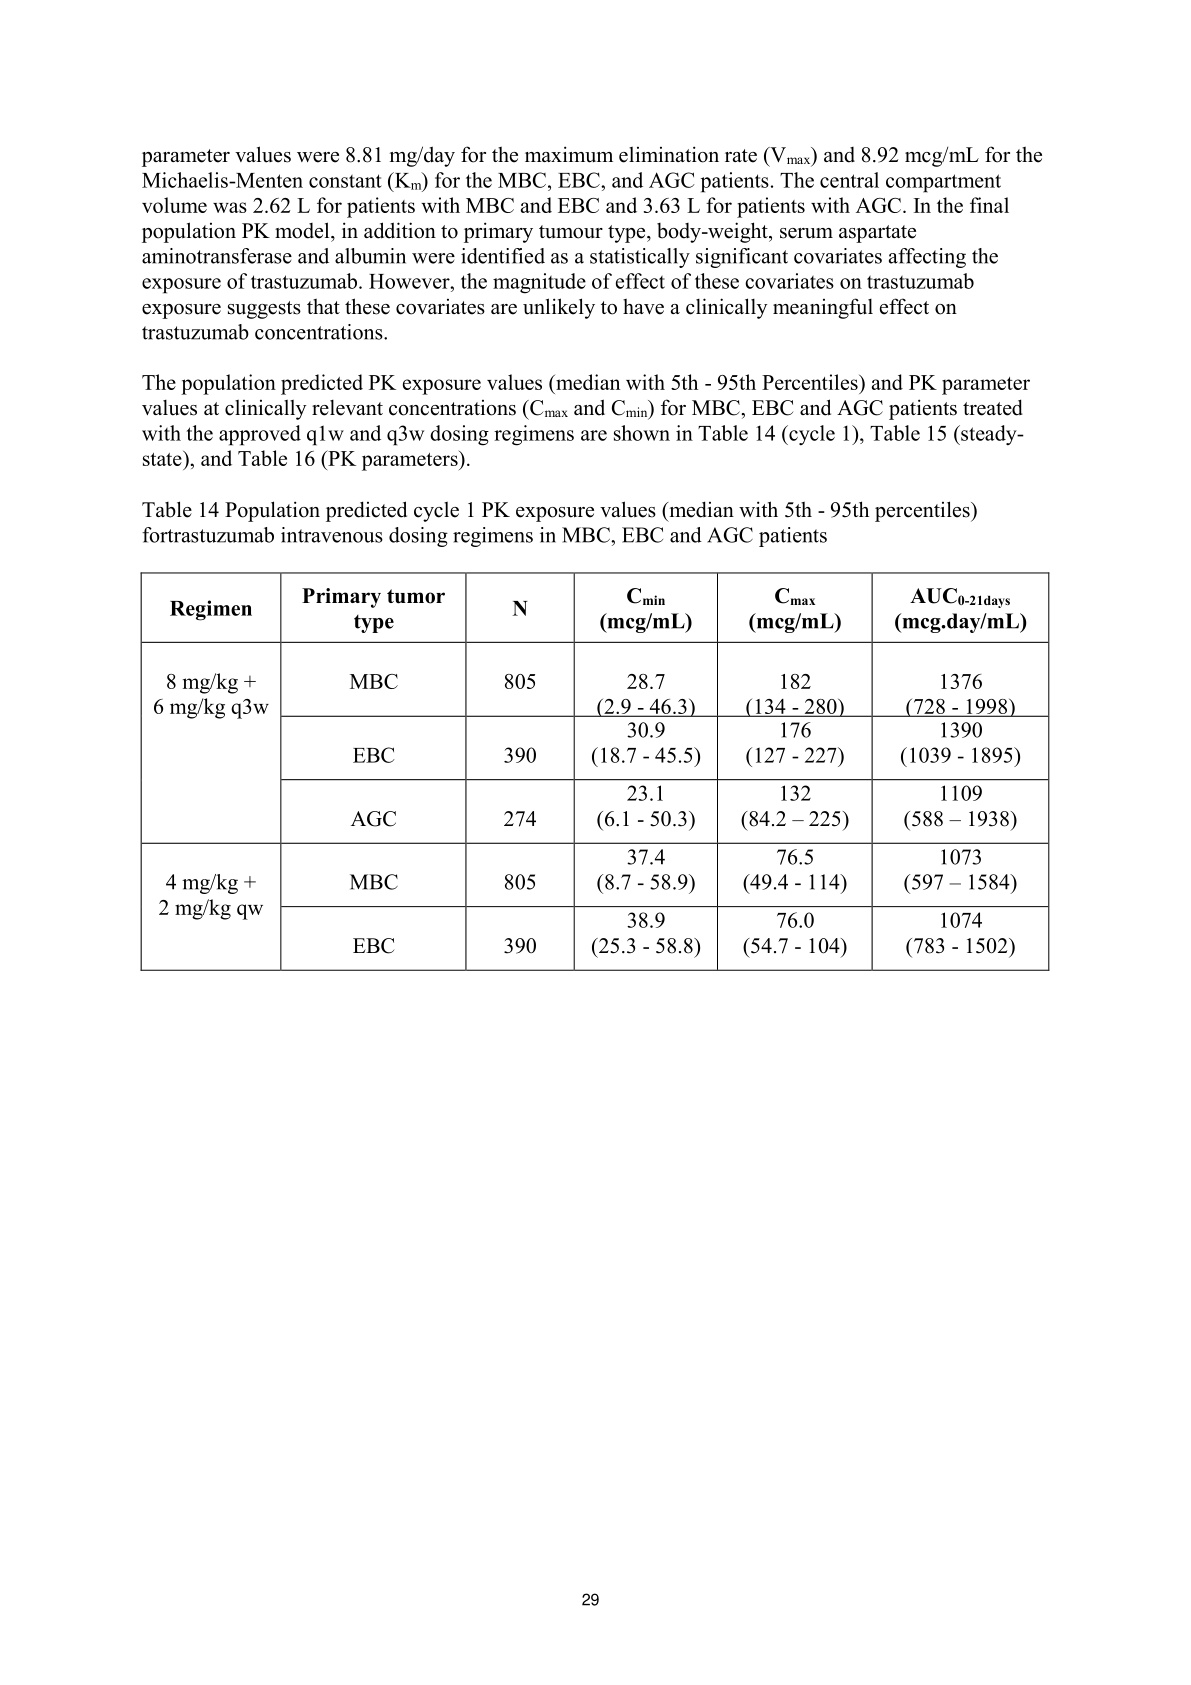 parameter values were 8.81 mg/day for the maximum elimination rate (Vmax) and 8.92 mcg/mL for the
Michaelis-Menten constant (Km) for the MBC, EBC, and AGC patients. The central compartment
volume was 2.62 L for patients with MBC and EBC and 3.63 L for patients with AGC. In the final
population PK model, in addition to primary tumour type, body-weight, serum aspartate
aminotransferase and albumin were identified as a statistically significant covariates affecting the
exposure of trastuzumab. However, the magnitude of effect of these covariates on trastuzumab
exposure suggests that these covariates are unlikely to have a clinically meaningful effect on
trastuzumab concentrations.
The population predicted PK exposure values (median with 5th - 95th Percentiles) and PK parameter
values at clinically relevant concentrations (Cmax and Cmin) for MBC, EBC and AGC patients treated
with the approved q1w and q3w dosing regimens are shown in Table 14 (cycle 1), Table 15 (steady-
state), and Table 16 (PK parameters).
Table 14 Population predicted cycle 1 PK exposure values (median with 5th - 95th percentiles)
fortrastuzumab intravenous dosing regimens in MBC, EBC and AGC patients
Regimen Primary tumor type N Cmin (mcg/mL) Cmax (mcg/mL) AUC0-21days (mcg.day/mL)
8 mg/kg + MBC 805 28.7 182 1376
6 mg/kg q3w (2.9 - 46.3) (134 - 280) (728 - 1998)
30.9 176 1390
EBC 390 (18.7 - 45.5) (127 - 227) (1039 - 1895)
23.1 132 1109
AGC 274 (6.1 - 50.3) (84.2 – 225) (588 – 1938)
37.4 76.5 1073
4 mg/kg + MBC 805 (8.7 - 58.9) (49.4 - 114) (597 – 1584)
2 mg/kg qw 38.9 76.0 1074
EBC 390 (25.3 - 58.8) (54.7 - 104) (783 - 1502)
29